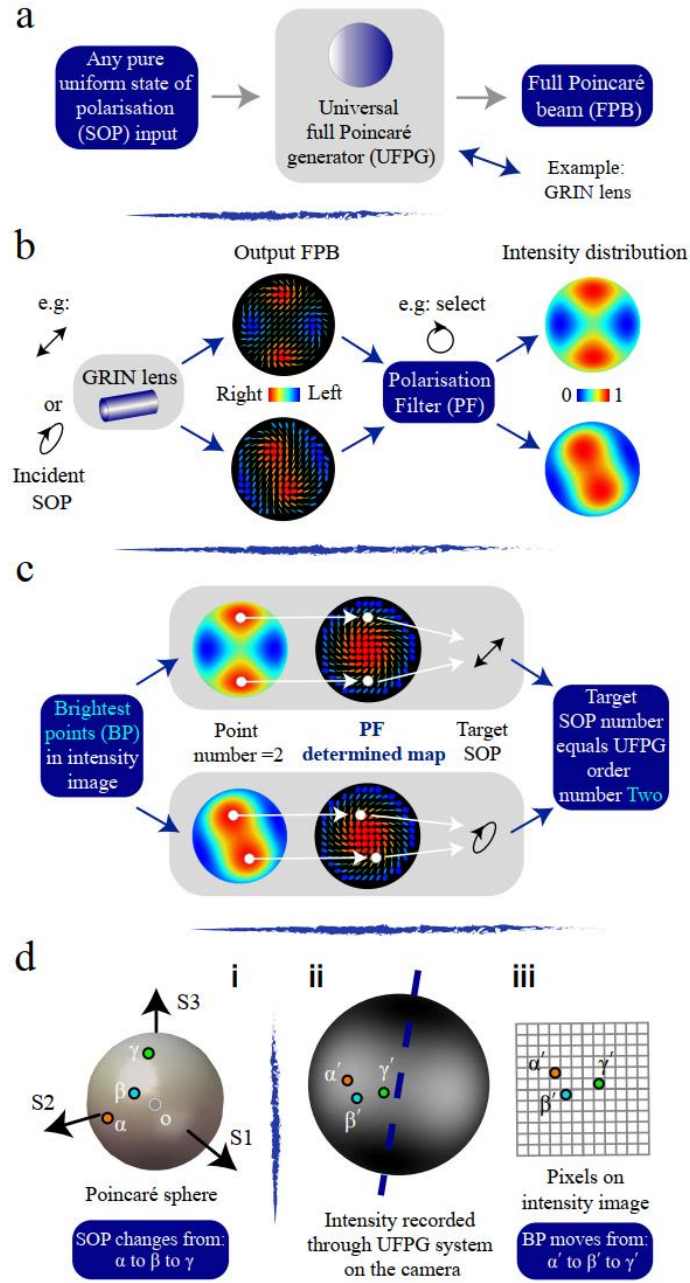 a
Any pure
uniform state of
polarisation
(SOP) input
Universal
full Poincaré
generator (UFPG)
Full Poincaré
beam (FPB)
Example:
GRIN lens
b
Output FPB
Intensity distribution
e.g:
or
Incident
SOP
GRIN lens
Right
Left
e.g: select
Polarisation
Filter (PF)
0
1
c
Brightest
points (BP)
in intensity
image
Point
number =2
PF
determined map
Target
SOP
Target
SOP number
equals UFPG
order
number Two
d
i
S3
S2
S1
γ
β
α
o
Poincaré sphere
SOP changes from:
α to β to γ
ii
α′
β′
γ′
Intensity recorded
through UFPG system
on the camera
iii
α′
β′
γ′
Pixels on
intensity image
BP moves from:
α′ to β′ to γ′